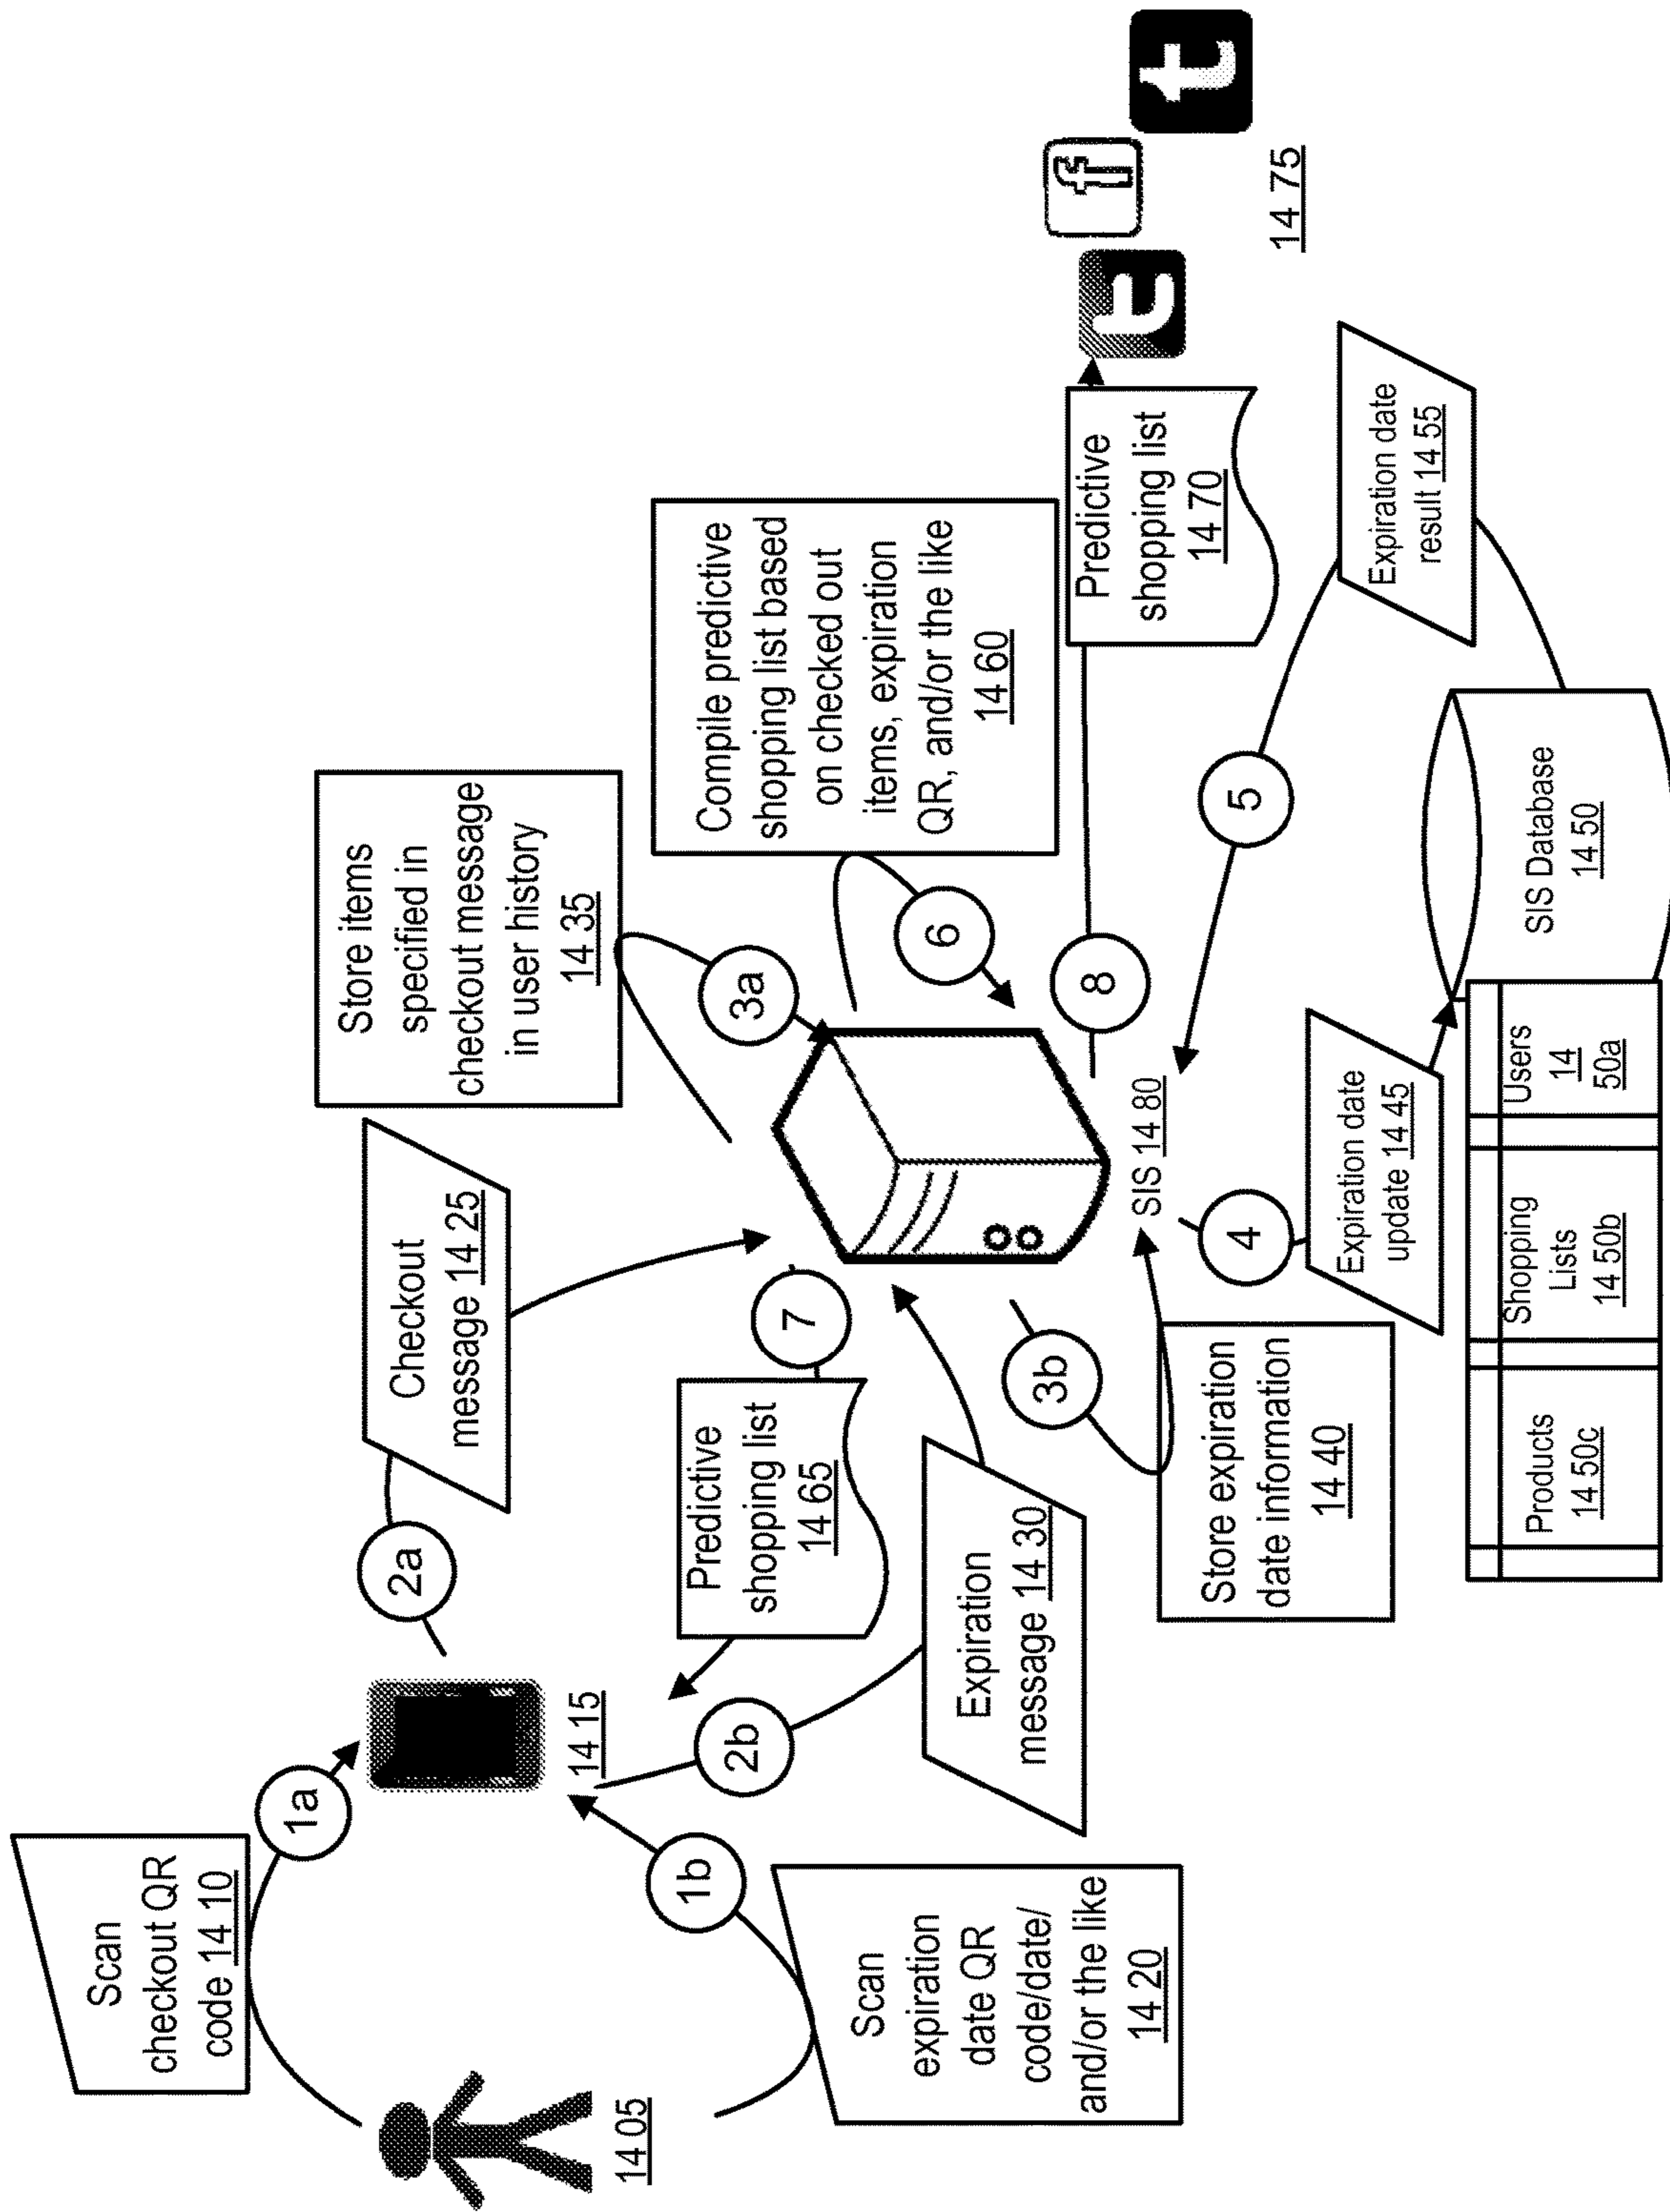 Scan
checkout QR
code 14 10
1a
14 05
Scan
expiration
date QR
code/date/
and/or the like
14 20
1b
14 15
2a
Checkout
message 14 25
2b
Expiration
message 14 30
Predictive
shopping list
14 65
7
Store items
specified in
checkout message
in user history
14 35
3a
3b
Store expiration
date information
14 40
SIS 14 80
4
Expiration date
update 14 45
Products
14 50c
Shopping
Lists
14 50b
Users
14
50a
SIS Database
14 50
5
Expiration date
result 14 55
Compile predictive
shopping list based
on checked out
items, expiration
QR, and/or the like
14 60
6
8
Predictive
shopping list
14 70
t
f
t
14 75